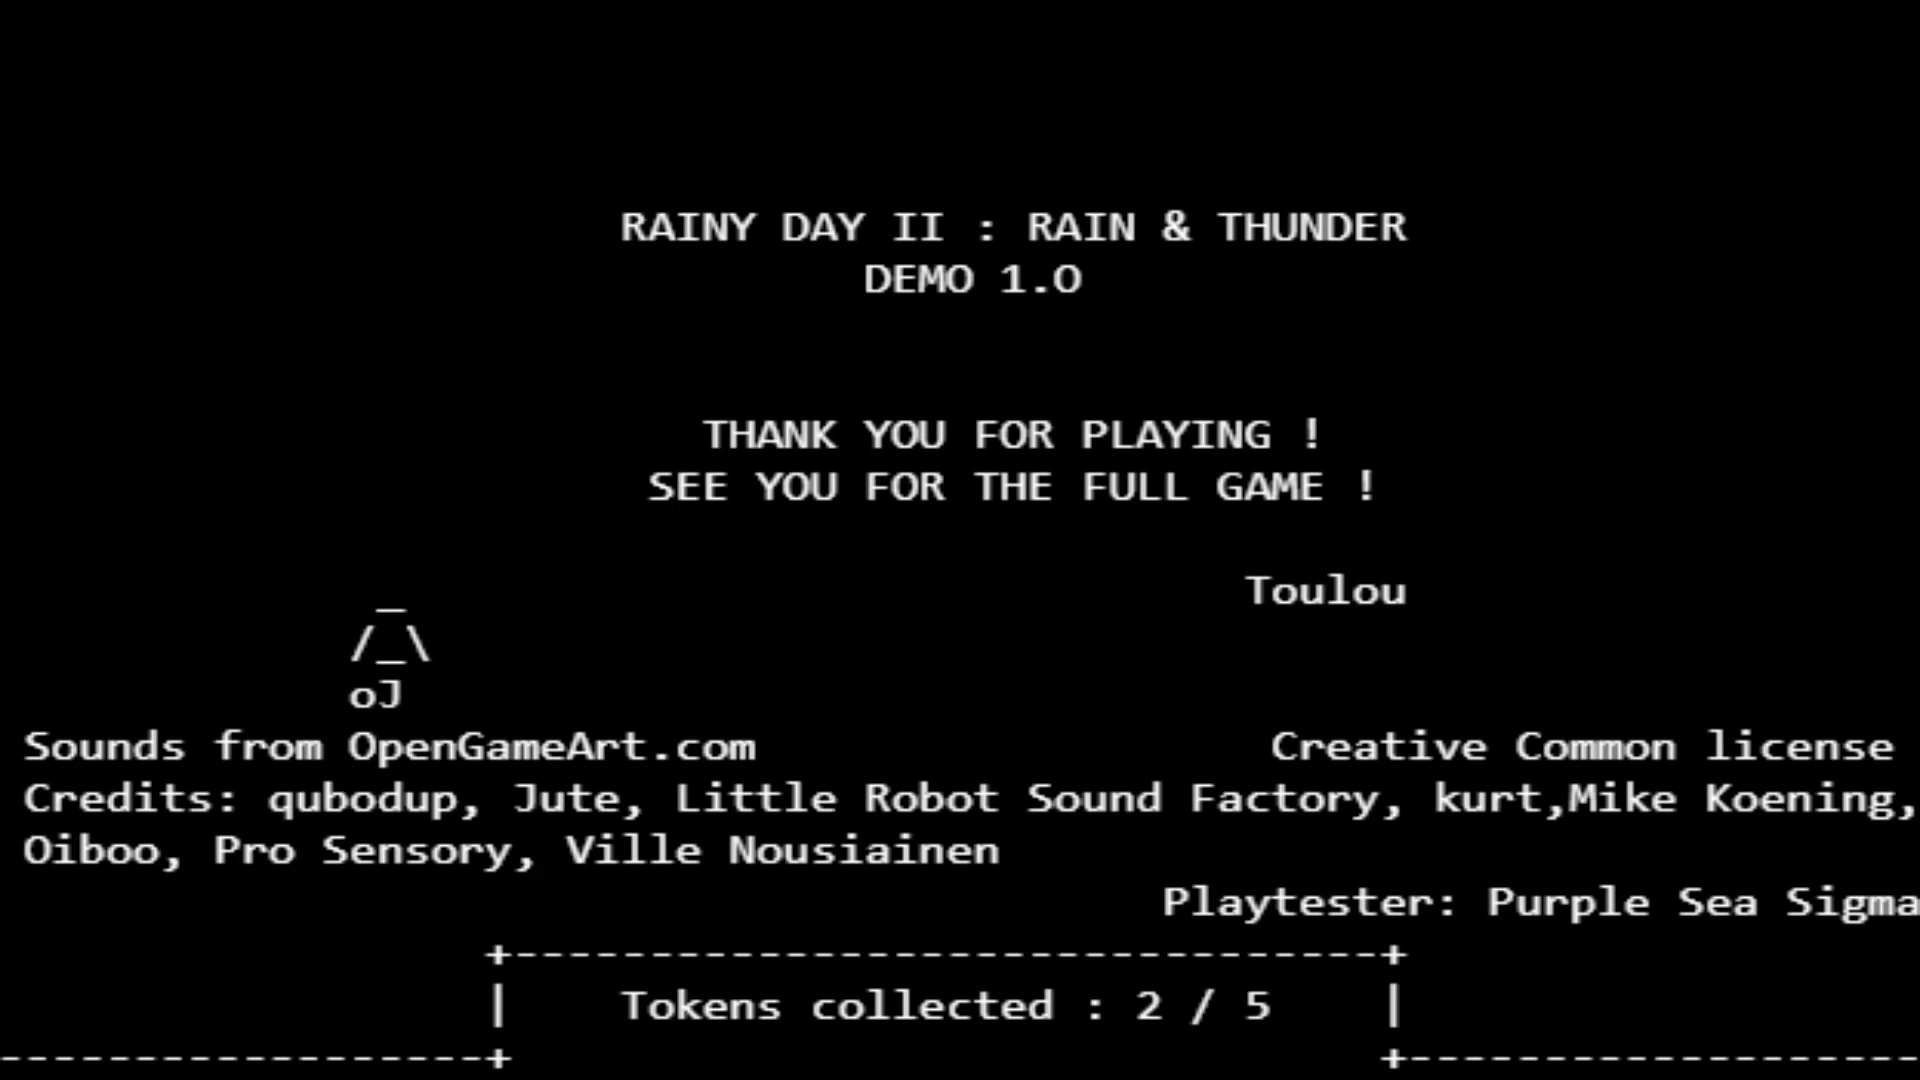 RAINY DAY II : RAIN & THUNDER
DEMO 1.O
THANK YOU FOR PLAYING !
SEE YOU FOR THE FULL GAME !
Toulou
Sounds from OpenGameArt.com Creative Common license
Credits: qubodup, Jute, Little Robot Sound Factory, kurt,Mike Koening,
Oiboo, Pro Sensory, Ville Nousiainen
Playtester: Purple Sea Sigma
Tokens collected : 2 / 5